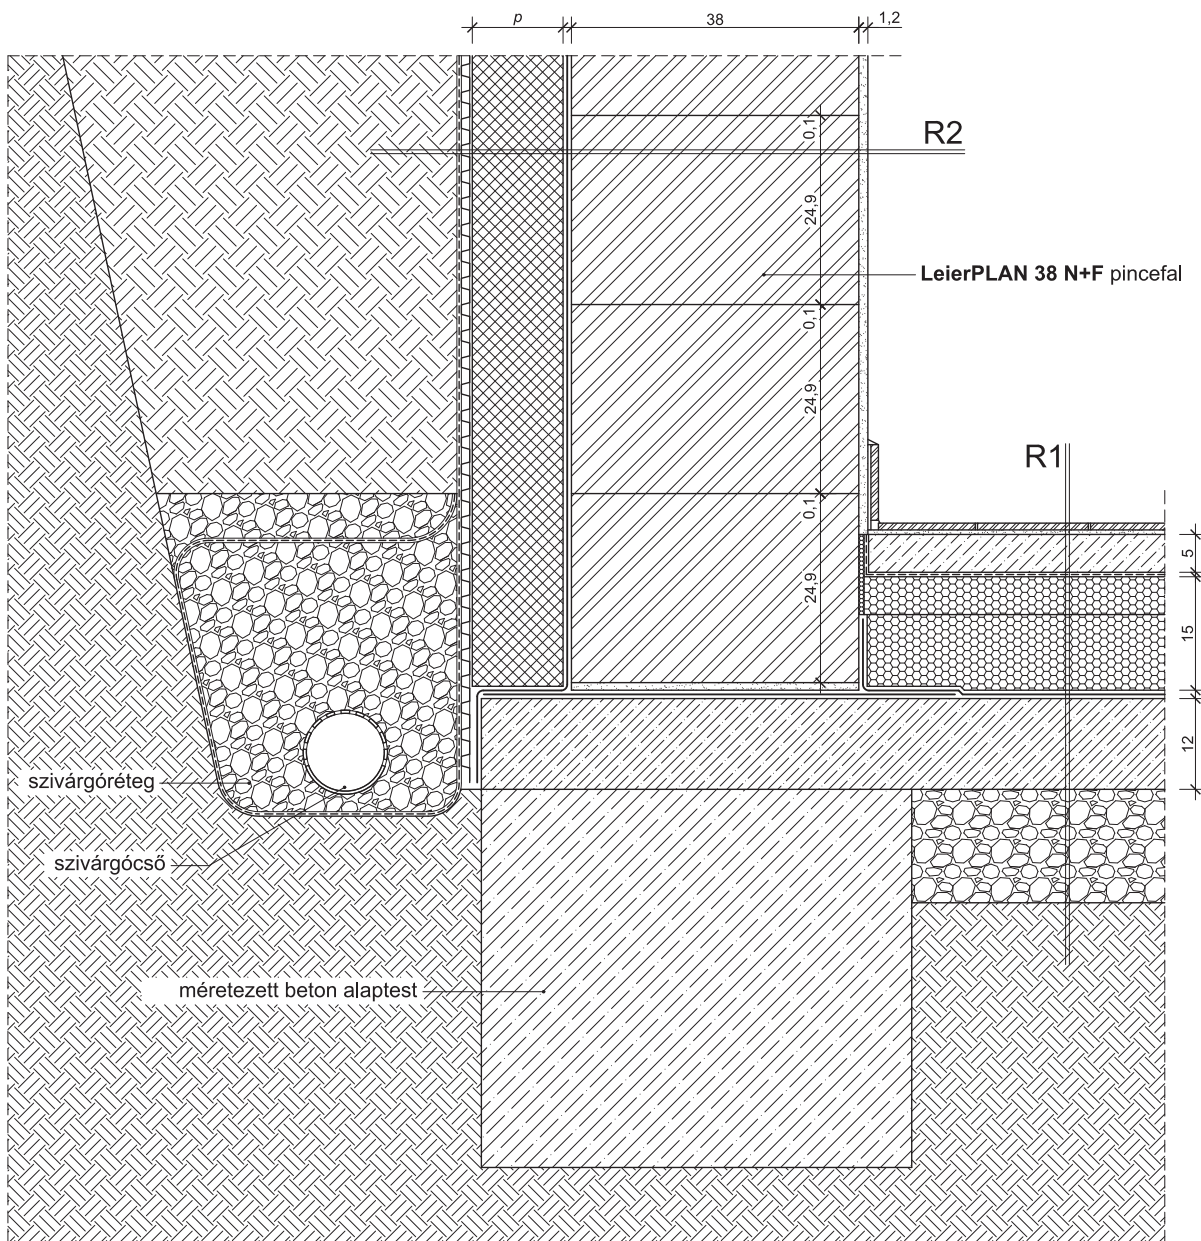 p
38
1,2
0,1
R2
24,9
LeierPLAN 38 N+F pincefal
0,1
24,9
R1
0,1
5
24,9
15
12
szivárgóréteg
szivárgócső
méretezett beton alaptest